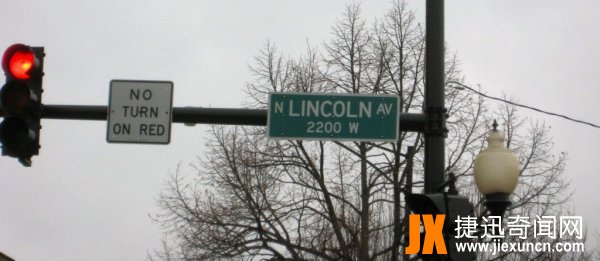 NO
TURN
ON RED
N LINCOLN AV
2200 W
JX 捷迅奇闻网
www.jiexuncn.com